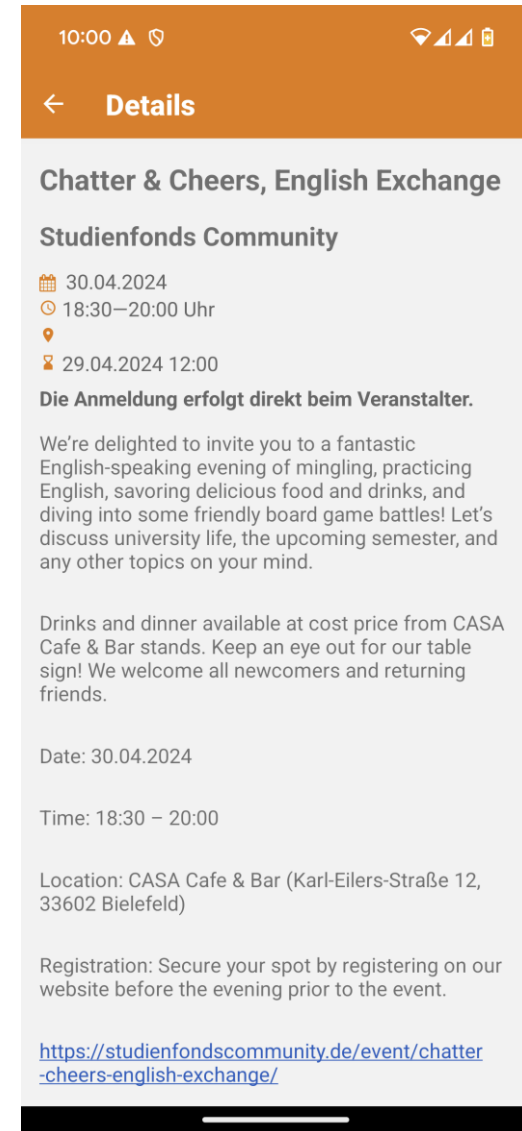 10:00
Details
Chatter & Cheers, English Exchange
Studienfonds Community
30.04.2024
18:30—20:00 Uhr
29.04.2024 12:00
Die Anmeldung erfolgt direkt beim Veranstalter.
We’re delighted to invite you to a fantastic
English-speaking evening of mingling, practicing
English, savoring delicious food and drinks, and
diving into some friendly board game battles! Let’s
discuss university life, the upcoming semester, and
any other topics on your mind.
Drinks and dinner available at cost price from CASA
Cafe & Bar stands. Keep an eye out for our table
sign! We welcome all newcomers and returning
friends.
Date: 30.04.2024
Time: 18:30 – 20:00
Location: CASA Cafe & Bar (Karl-Eilers-Straße 12,
33602 Bielefeld)
Registration: Secure your spot by registering on our
website before the evening prior to the event.
https://studienfondscommunity.de/event/chatter
-cheers-english-exchange/